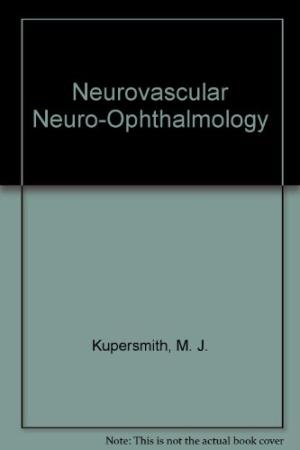 Neurovascular
Neuro-Ophthalmology
Kupersmith, M. J.
Note: This is not the actual book cover